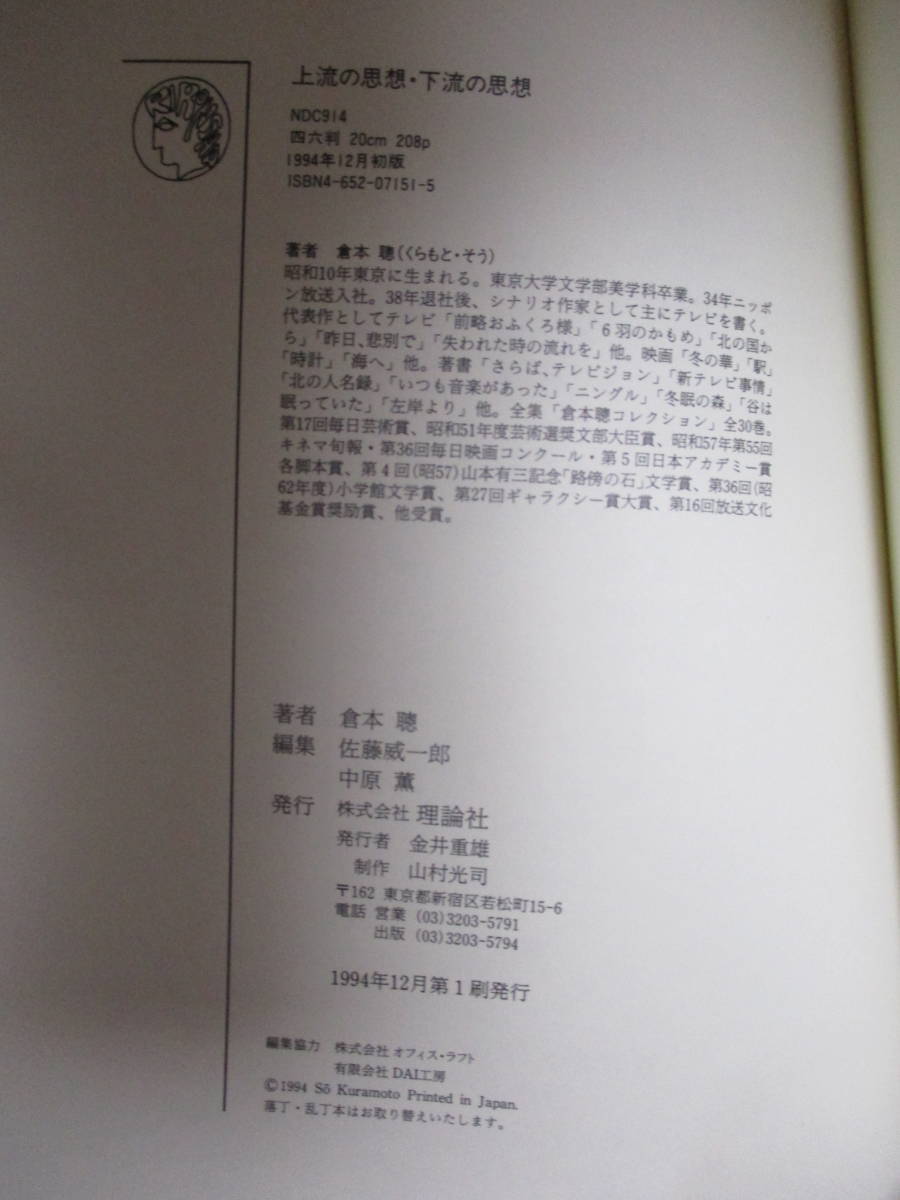 上流の思想・下流の思想
NDC914
四六判 20cm 208p
1994年12月初版
ISBN4-652-07151-5
著者 倉本 聰(くらもと・そう)
昭和10年東京に生まれる。東京大学文学部美学科卒業。34年ニッポ
ン放送入社。38年退社後、シナリオ作家として主にテレビを書く。
代表作としてテレビ「前略おふくろ様」「6羽のかもめ」「北の国か
ら」「昨日、悲別で」「失われた時の流れを」他。映画「冬の華」「駅」
「時計」「海へ」他。著書「さらば、テレビジョン」「新テレビ事情」
「北の人名録」「いつも音楽があった」「ニングル」「冬眠の森」「谷は
眠っていた」「左岸より」他。全集「倉本聰コレクション」全30巻。
第17回毎日芸術賞、昭和51年度芸術選奨文部大臣賞、昭和57年第55回
キネマ旬報・第36回毎日映画コンクール・第5回日本アカデミー賞
各脚本賞、第4回(昭57)山本有三記念「路傍の石」文学賞、第36回(昭
62年度)小学館文学賞、第27回ギャラクシー賞大賞、第16回放送文化
基金賞奨励賞、他受賞。
著者 倉本 聰
編集 佐藤威一郎
中原 薫
発行 株式会社 理論社
発行者 金井重雄
制作 山村光司
〒162 東京都新宿区若松町15-6
電話 営業 (03)3203-5791
出版 (03)3203-5794
1994年12月第1刷発行
編集協力 株式会社 オフィス・ラフト
有限会社 DAI工房
©1994 Sō Kuramoto Printed in Japan.
落丁・乱丁本はお取り替えいたします。